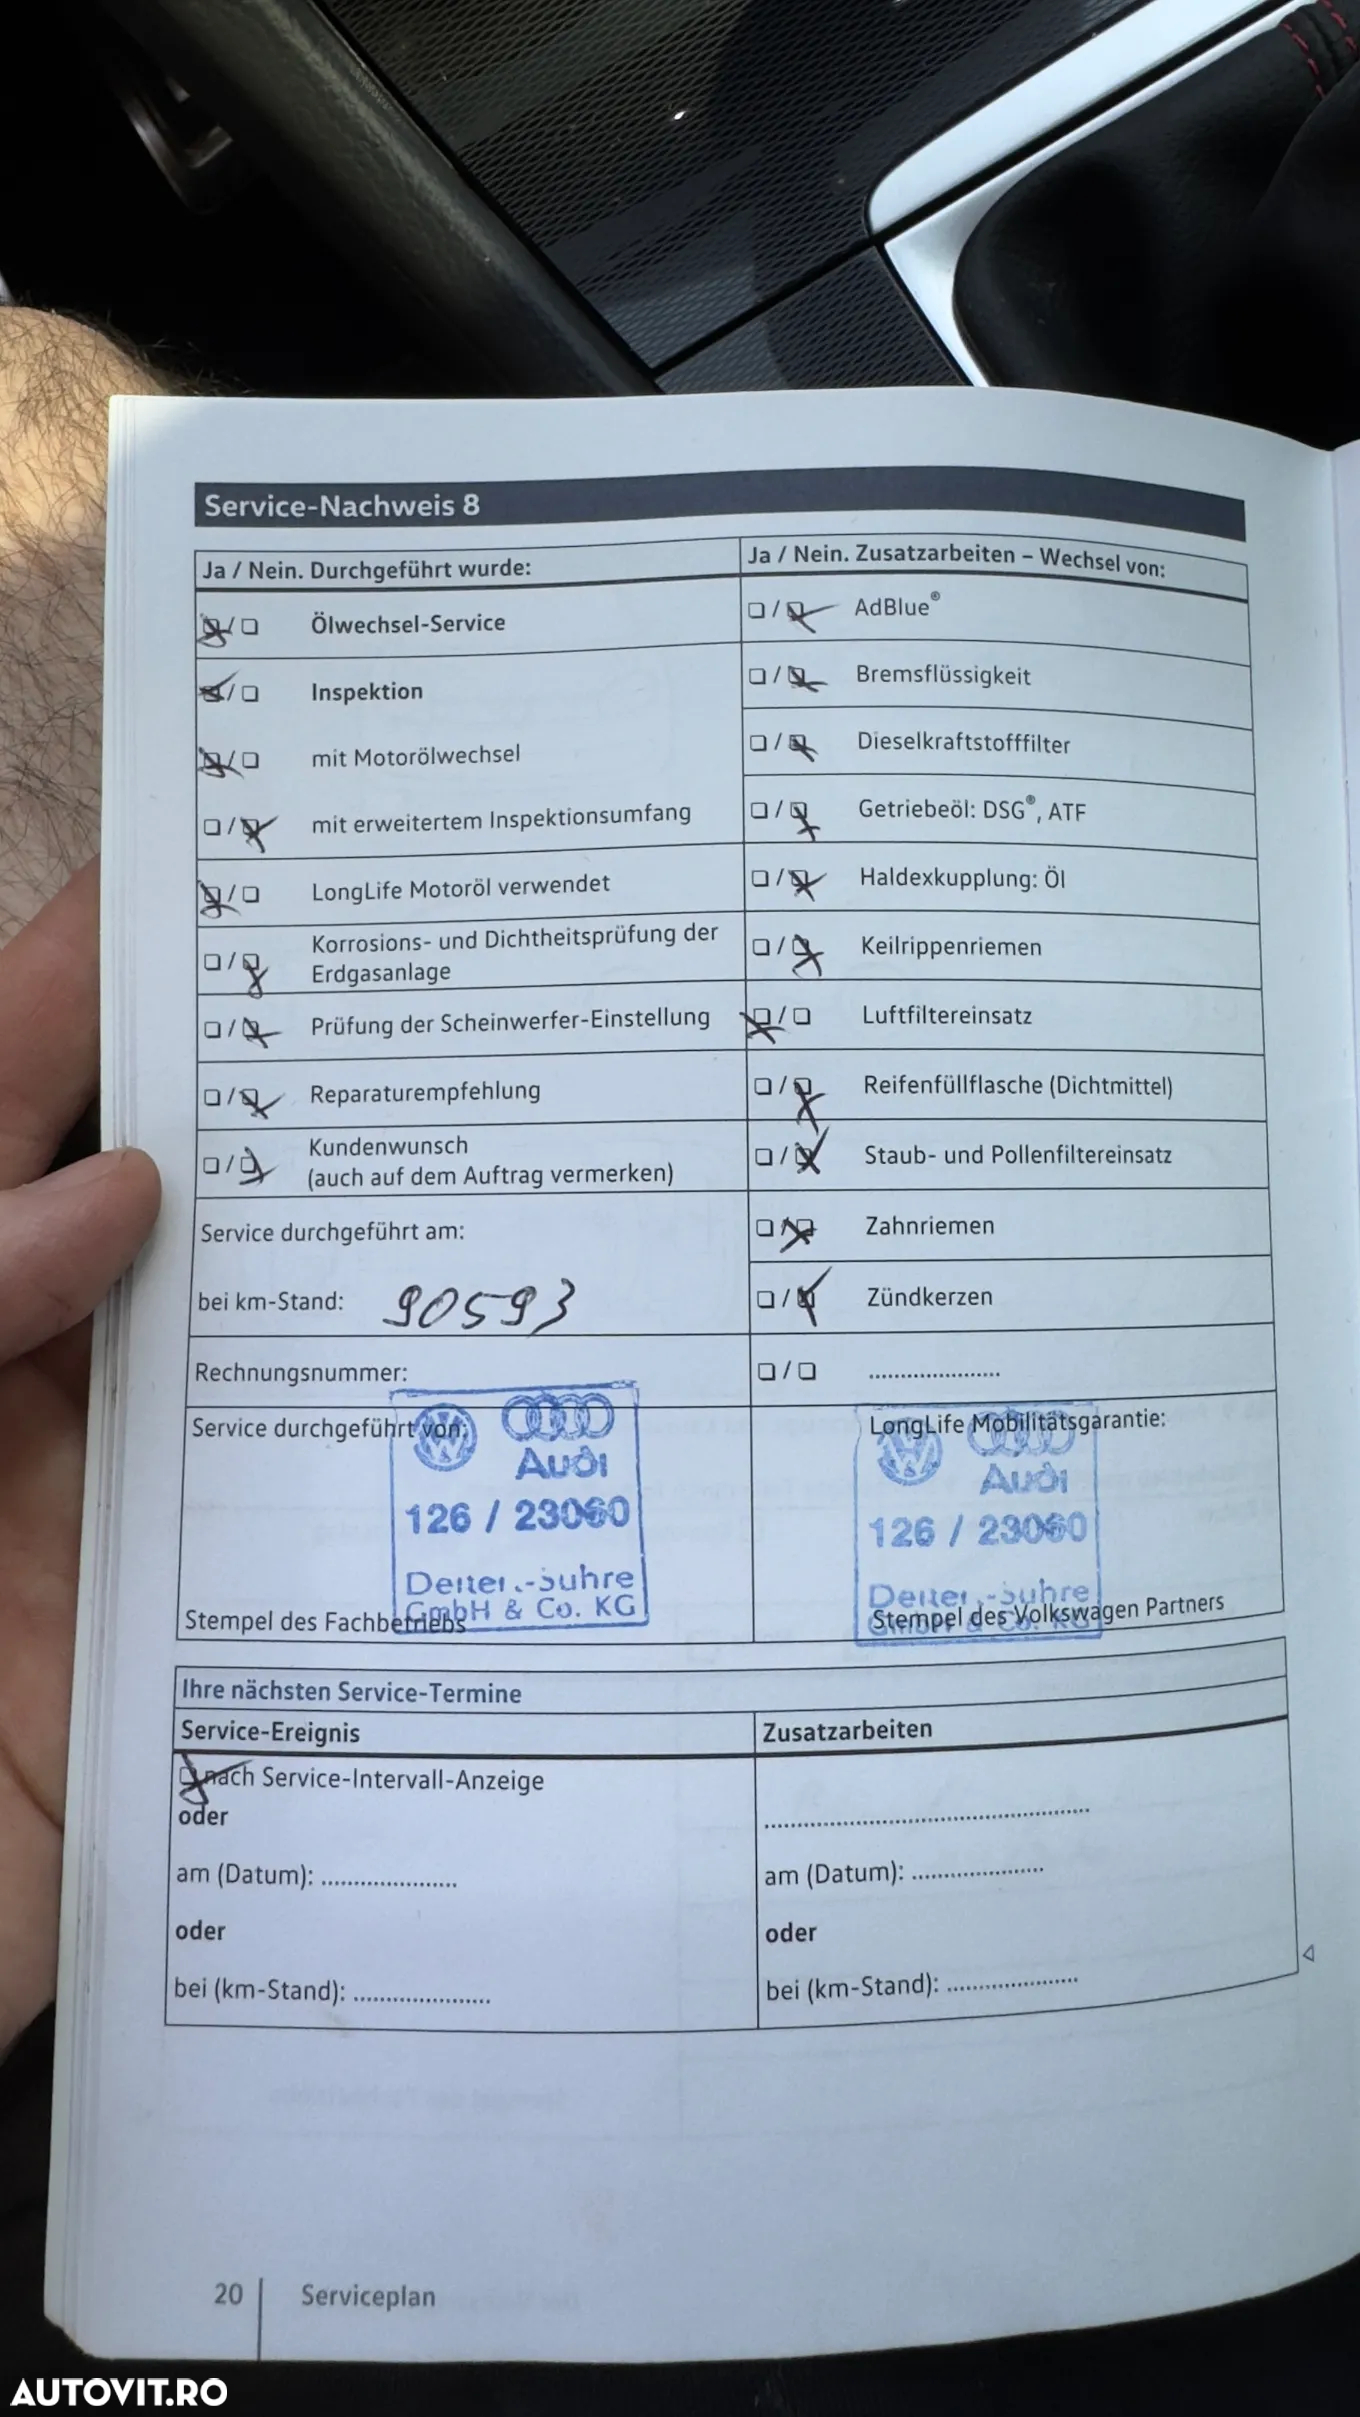 Service-Nachweis 8
Ja / Nein. Durchgeführt wurde:
Ölwechsel-Service
Inspektion
mit Motorölwechsel
mit erweitertem Inspektionsumfang
LongLife Motoröl verwendet
Korrosions- und Dichtheitsprüfung der
Erdgasanlage
Prüfung der Scheinwerfer-Einstellung
Reparaturempfehlung
Kundenwunsch
(auch auf dem Auftrag vermerken)
Service durchgeführt am:
bei km-Stand: 90593
Rechnungsnummer:
Service durchgeführt von:
Audi
126 / 23060
-Suhre
GmbH & Co. KG
Stempel des Fachbetriebs
Ja / Nein. Zusatzarbeiten – Wechsel von:
AdBlue®
Bremsflüssigkeit
Dieselkraftstofffilter
Getriebeöl: DSG®, ATF
Haldexkupplung: Öl
Keilrippenriemen
Luftfiltereinsatz
Reifenfüllflasche (Dichtmittel)
Staub- und Pollenfiltereinsatz
Zahnriemen
Zündkerzen
....................
LongLife Mobilitätsgarantie:
Audi
126 / 23060
-Suhre
GmbH & Co. KG
Stempel des Volkswagen Partners
Ihre nächsten Service-Termine
Service-Ereignis
nach Service-Intervall-Anzeige
oder
am (Datum): ....................
oder
bei (km-Stand): ....................
Zusatzarbeiten
..................................................
am (Datum): ....................
oder
bei (km-Stand): ....................
20 Serviceplan
AUTOVIT.RO